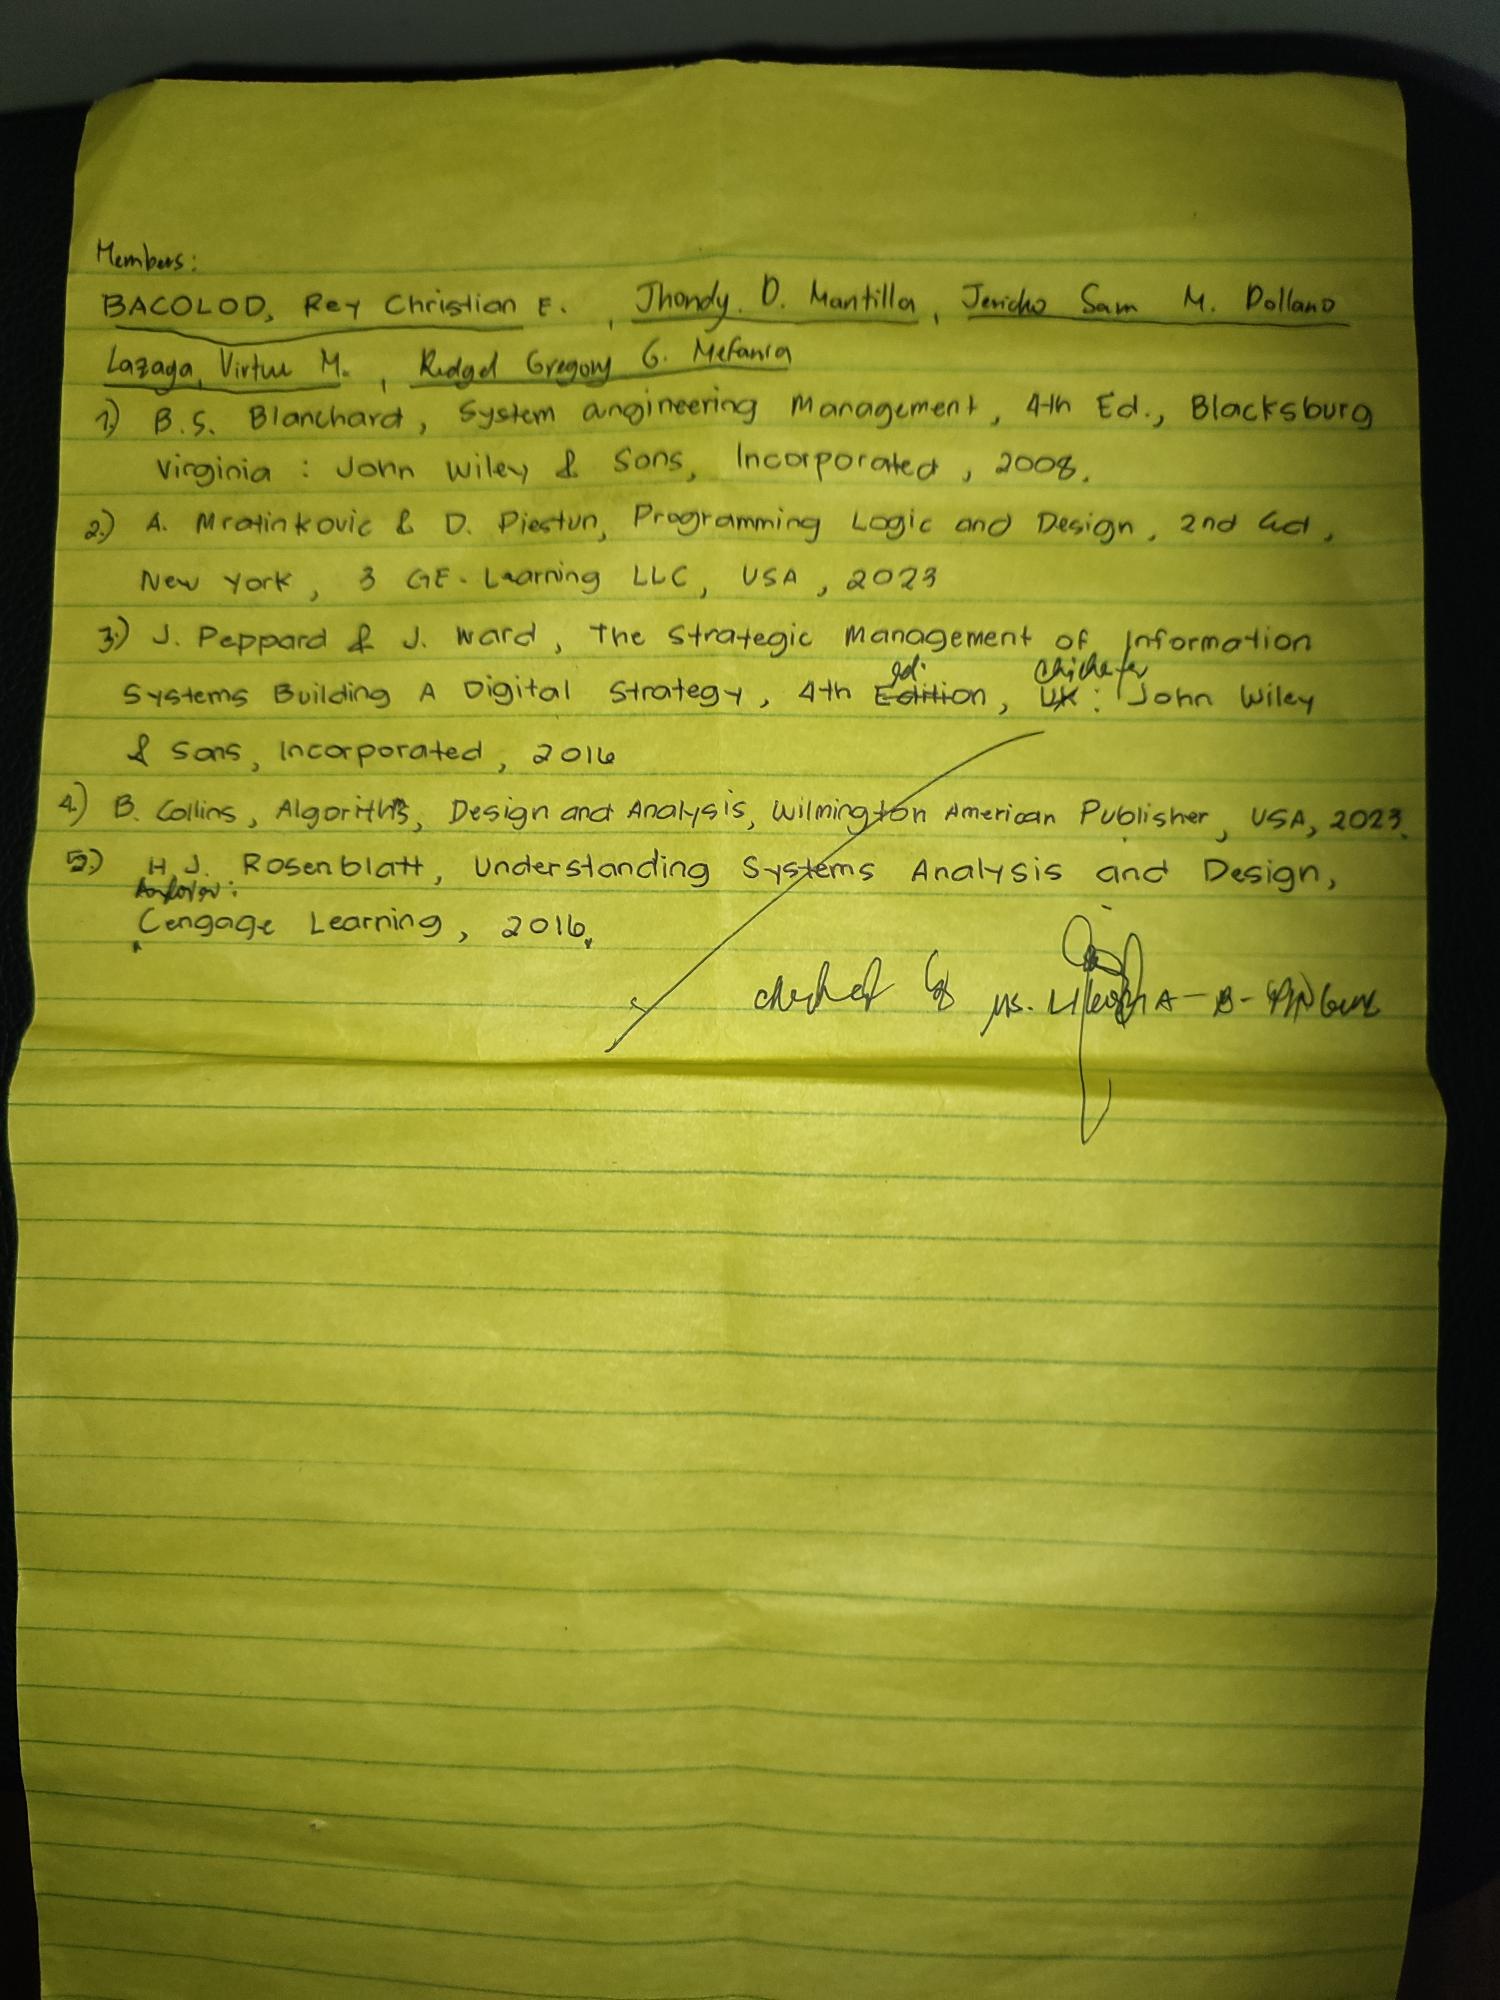 Members:
BACOLOD, Rey Christian E. , Jhondy D. Mantilla, Jericho Sam M. Dollano
Lazaga, Virtue M. , Ridgel Gregory G. Mefania
1) B.S. Blanchard, System angineering Management, 4th Ed., Blacksburg
Virginia : John Wiley & Sons, Incorporated, 2008.
2.) A. Mratinkovic & D. Piestun, Programming Logic and Design, 2nd Ed,
New York, 3 GE-Learning LLC, USA, 2023
3.) J. Peppard & J. Ward, The Strategic Management of Information
ed. Chichester
Systems Building A Digital Strategy, 4th Edition, UK: John Wiley
& Sons, Incorporated, 2016
4.) B. Collins, Algorithms, Design and Analysis, Wilmington American Publisher, USA, 2023.
5.) H J. Rosenblatt, Understanding Systems Analysis and Design,
Cengage Learning, 2016.
checked by Ms.